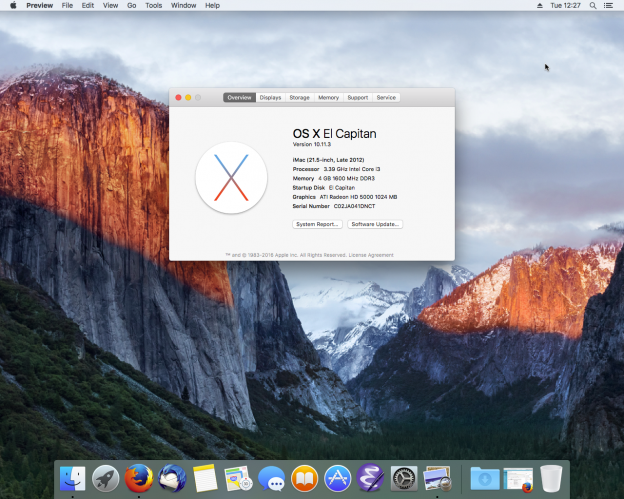 Preview File Edit View Go Tools Window Help Tue 12:27
Overview Displays Storage Memory Support Service
OS X El Capitan
Version 10.11.3
iMac (21.5-inch, Late 2012)
Processor 3.39 GHz Intel Core i3
Memory 4 GB 1600 MHz DDR3
Startup Disk El Capitan
Graphics ATI Radeon HD 5000 1024 MB
Serial Number C02JA041DNCT
System Report... Software Update...
™ and © 1983-2016 Apple Inc. All Rights Reserved. License Agreement